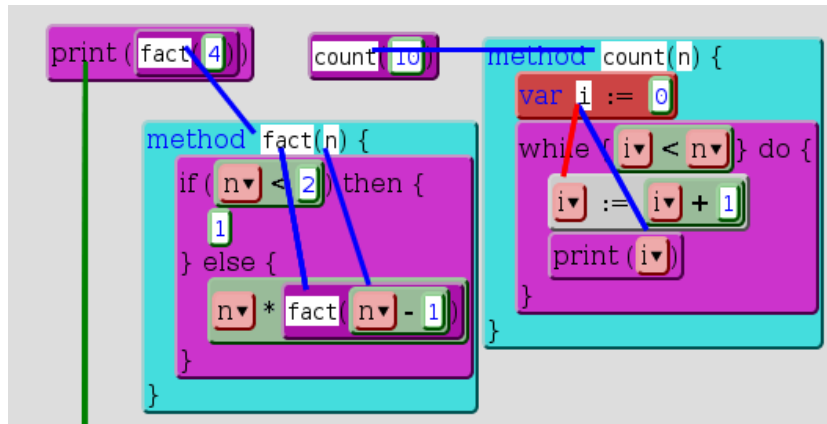 print (fact(4))
count(10)
method fact(n) {
if (n▾ < 2) then {
1
} else {
n▾ * fact(n▾ - 1)
}
}
method count(n) {
var i := 0
while {i▾ < n▾} do {
i▾ := i▾ + 1
print (i▾)
}
}